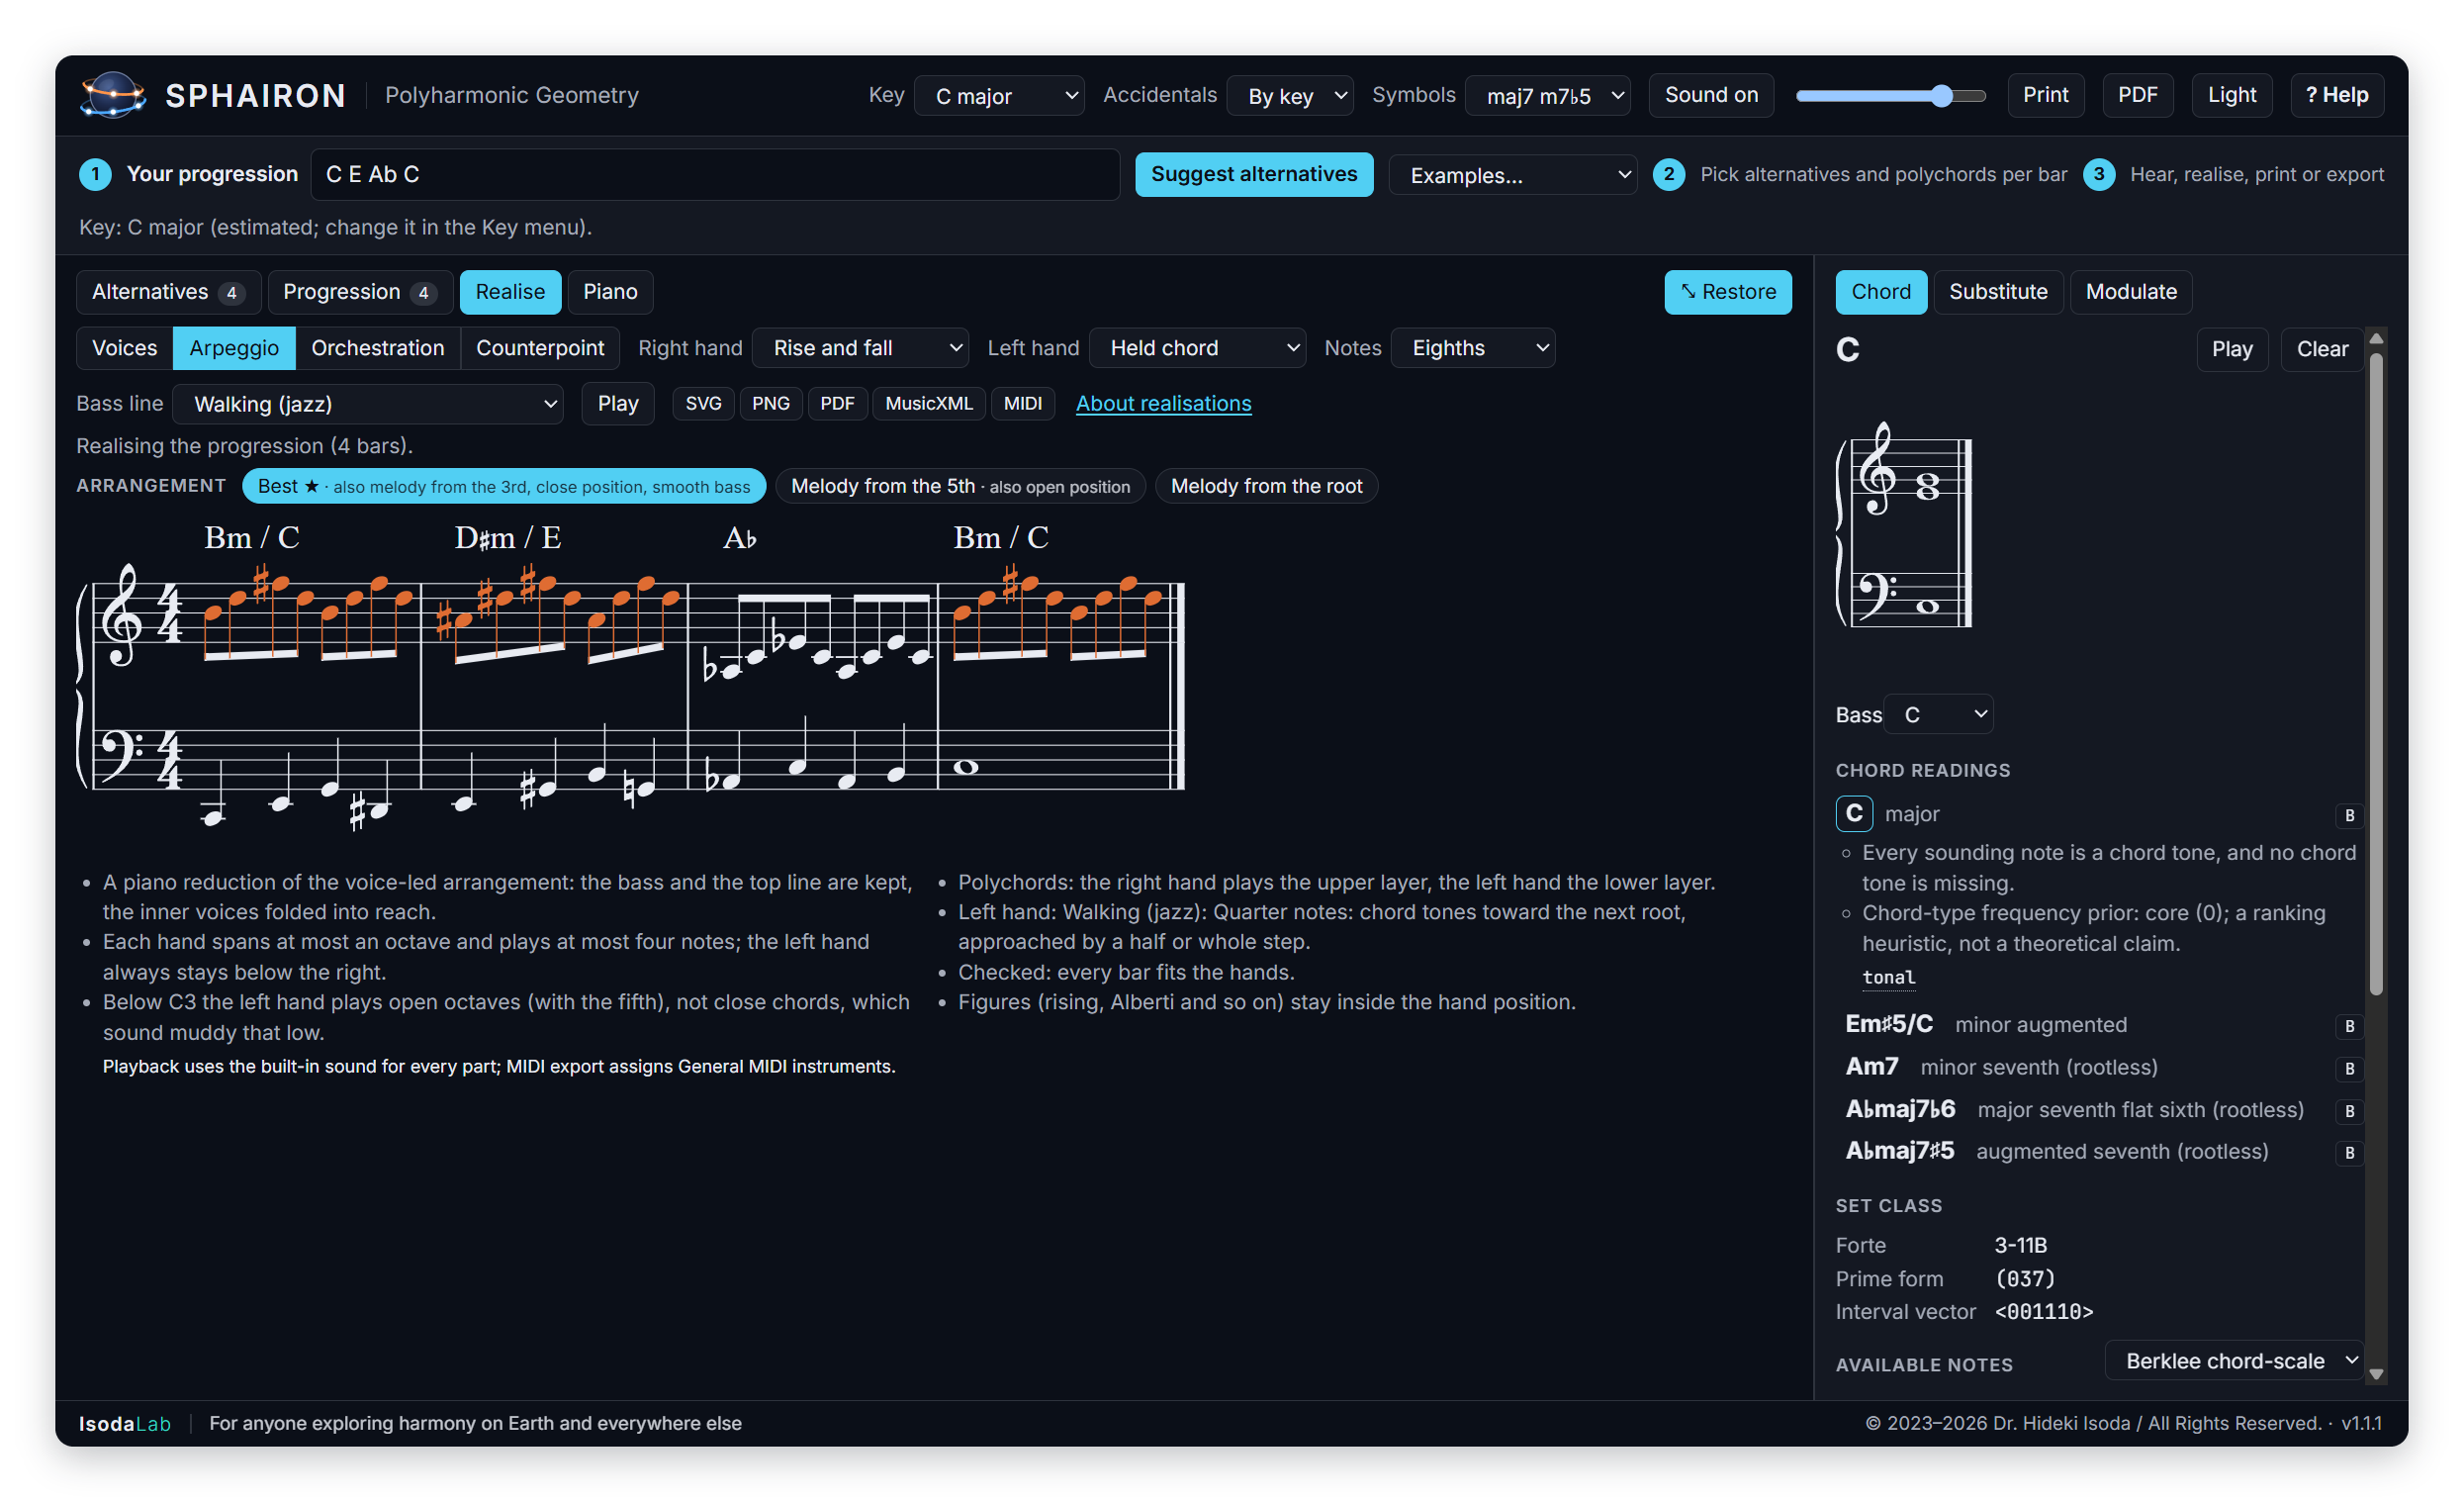 SPHAIRON Polyharmonic Geometry Key C major Accidentals By key Symbols maj7 m7♭5 Sound on Print PDF Light ? Help
1 Your progression C E Ab C Suggest alternatives Examples... 2 Pick alternatives and polychords per bar 3 Hear, realise, print or export
Key: C major (estimated; change it in the Key menu).
Alternatives 4 Progression 4 Realise Piano ⤡ Restore
Voices Arpeggio Orchestration Counterpoint Right hand Rise and fall Left hand Held chord Notes Eighths
Bass line Walking (jazz) Play SVG PNG PDF MusicXML MIDI About realisations
Realising the progression (4 bars).
ARRANGEMENT Best ★ · also melody from the 3rd, close position, smooth bass Melody from the 5th · also open position Melody from the root
Bm / C D♯m / E A♭ Bm / C
4 4
4 4
• A piano reduction of the voice-led arrangement: the bass and the top line are kept,
the inner voices folded into reach.
• Each hand spans at most an octave and plays at most four notes; the left hand
always stays below the right.
• Below C3 the left hand plays open octaves (with the fifth), not close chords, which
sound muddy that low.
Playback uses the built-in sound for every part; MIDI export assigns General MIDI instruments.
• Polychords: the right hand plays the upper layer, the left hand the lower layer.
• Left hand: Walking (jazz): Quarter notes: chord tones toward the next root,
approached by a half or whole step.
• Checked: every bar fits the hands.
• Figures (rising, Alberti and so on) stay inside the hand position.
Chord Substitute Modulate
C Play Clear
Bass C
CHORD READINGS
C major B
◦ Every sounding note is a chord tone, and no chord
tone is missing.
◦ Chord-type frequency prior: core (0); a ranking
heuristic, not a theoretical claim.
tonal
Em♯5/C minor augmented B
Am7 minor seventh (rootless) B
A♭maj7♭6 major seventh flat sixth (rootless) B
A♭maj7♯5 augmented seventh (rootless) B
SET CLASS
Forte 3-11B
Prime form (037)
Interval vector <001110>
AVAILABLE NOTES Berklee chord-scale
IsodaLab For anyone exploring harmony on Earth and everywhere else © 2023–2026 Dr. Hideki Isoda / All Rights Reserved. · v1.1.1